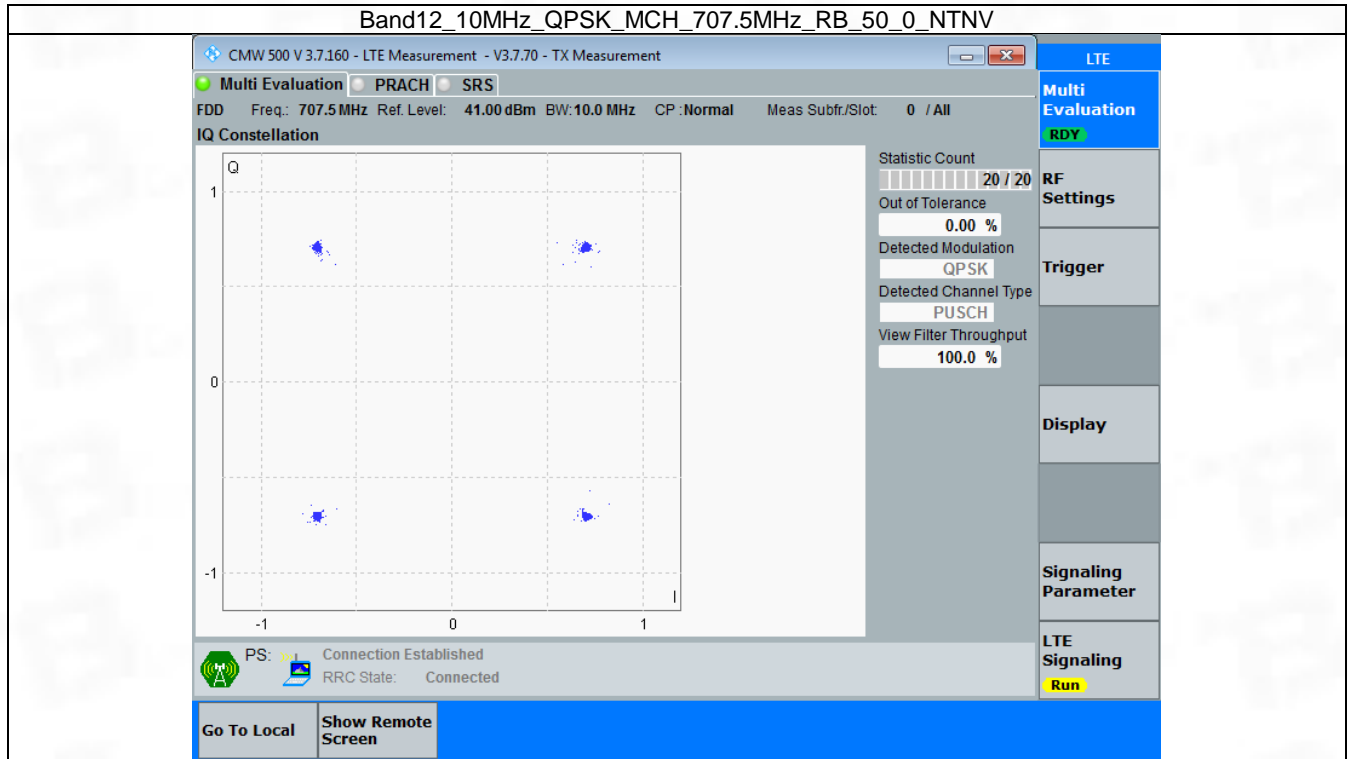 Band12_10MHz_QPSK_MCH_707.5MHz_RB_50_0_NTNV
CMW 500 V 3.7.160 - LTE Measurement - V3.7.70 - TX Measurement
LTE
Multi Evaluation PRACH SRS
Multi
Evaluation
RDY
FDD Freq.: 707.5 MHz Ref. Level: 41.00 dBm BW: 10.0 MHz CP : Normal Meas Subfr./Slot: 0 / All
IQ Constellation
Q
1
0
-1
I
-1 0 1
Statistic Count
20 / 20
Out of Tolerance
0.00 %
Detected Modulation
QPSK
Detected Channel Type
PUSCH
View Filter Throughput
100.0 %
RF
Settings
Trigger
Display
Signaling
Parameter
LTE
Signaling
Run
PS: Connection Established
RRC State: Connected
Go To Local
Show Remote
Screen